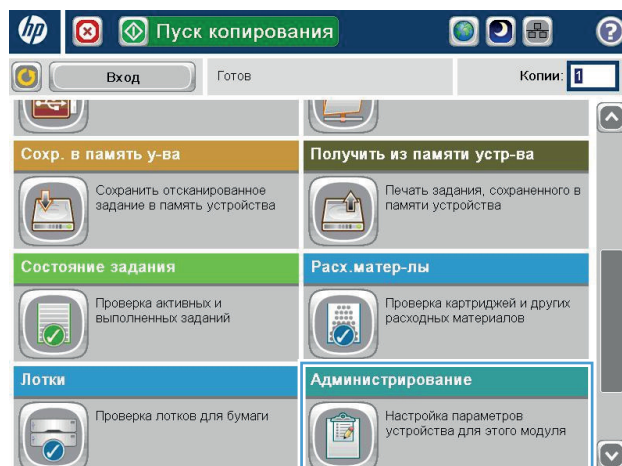 hp
Пуск копирования
?
Вход
Готов
Копии: 1
Сохр. в память у-ва
Получить из памяти устр-ва
Сохранить отсканированное
задание в память устройства
Печать задания, сохраненного в
памяти устройства
Состояние задания
Расх.матер-лы
Проверка активных и
выполненных заданий
Проверка картриджей и других
расходных материалов
Лотки
Администрирование
Проверка лотков для бумаги
Настройка параметров
устройства для этого модуля